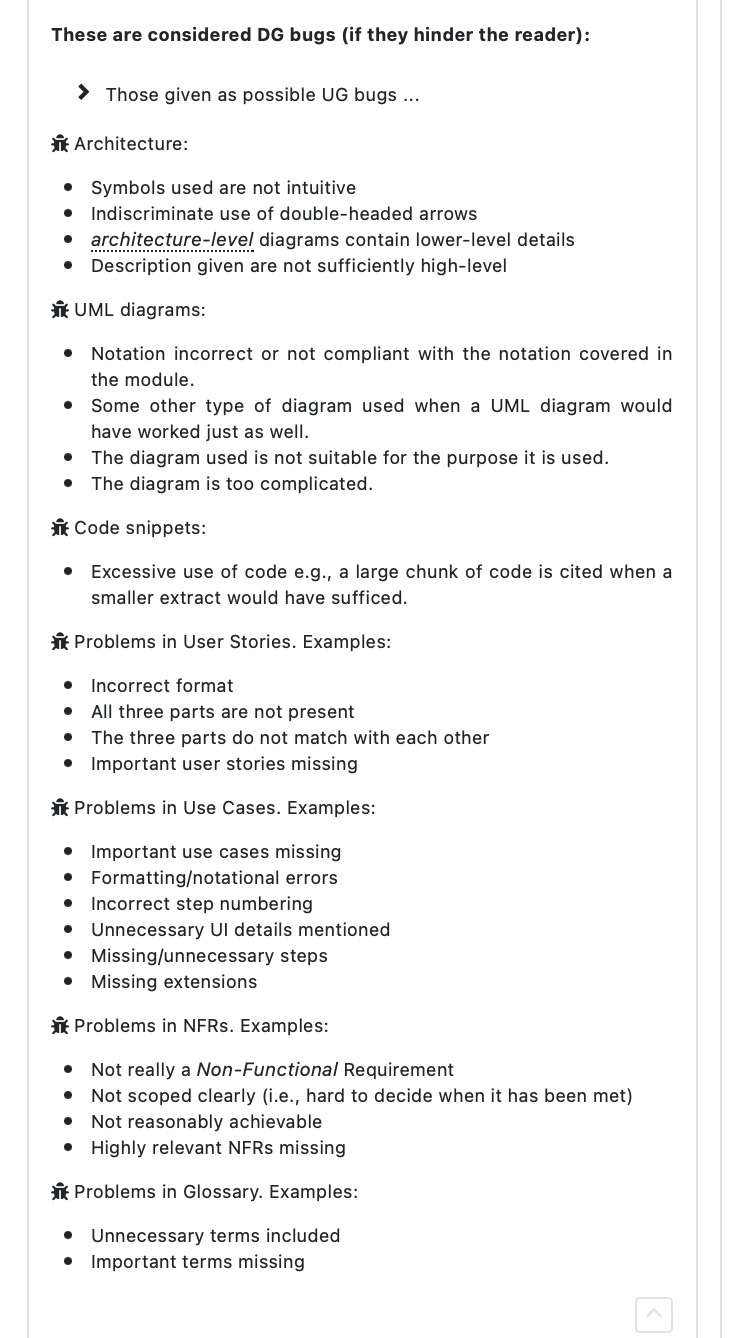 These are considered DG bugs (if they hinder the reader):
Those given as possible UG bugs ...
Architecture:
Symbols used are not intuitive
Indiscriminate use of double-headed arrows
architecture-level diagrams contain lower-level details
Description given are not sufficiently high-level
UML diagrams:
Notation incorrect or not compliant with the notation covered in
the module.
Some other type of diagram used when a UML diagram would
have worked just as well.
The diagram used is not suitable for the purpose it is used.
The diagram is too complicated.
Code snippets:
Excessive use of code e.g., a large chunk of code is cited when a
smaller extract would have sufficed.
Problems in User Stories. Examples:
Incorrect format
All three parts are not present
The three parts do not match with each other
Important user stories missing
Problems in Use Cases. Examples:
Important use cases missing
Formatting/notational errors
Incorrect step numbering
Unnecessary UI details mentioned
Missing/unnecessary steps
Missing extensions
Problems in NFRs. Examples:
Not really a Non-Functional Requirement
Not scoped clearly (i.e., hard to decide when it has been met)
Not reasonably achievable
Highly relevant NFRs missing
Problems in Glossary. Examples:
Unnecessary terms included
Important terms missing